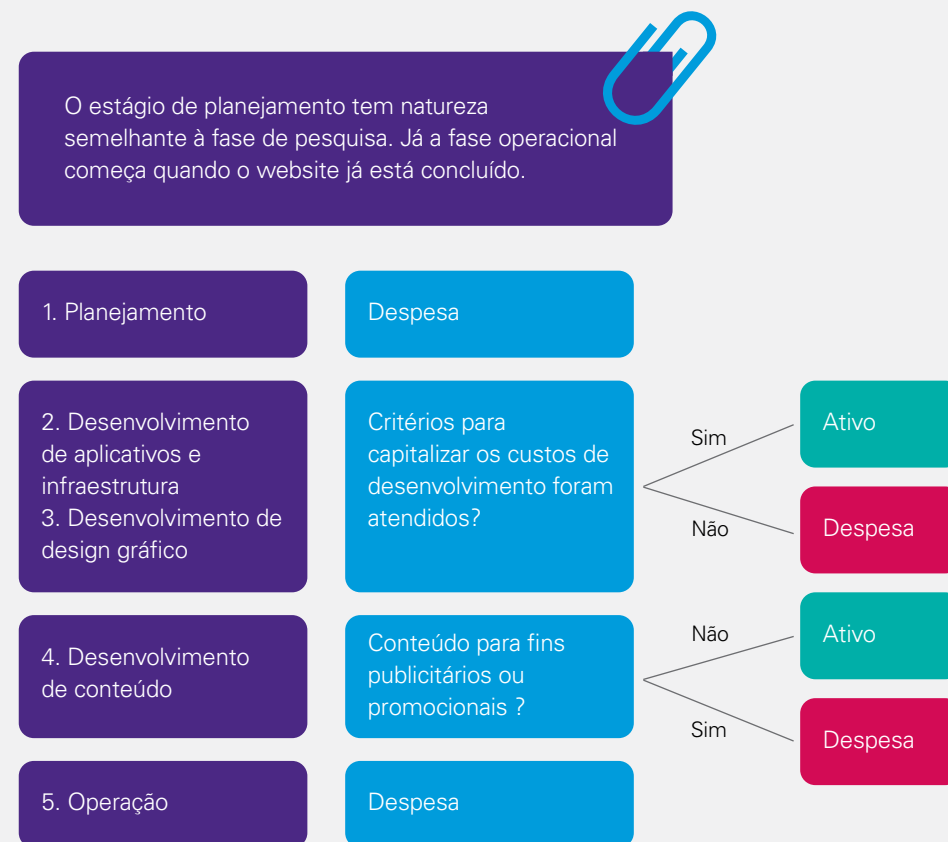 O estágio de planejamento tem natureza
semelhante à fase de pesquisa. Já a fase operacional
começa quando o website já está concluído.
1. Planejamento
Despesa
2. Desenvolvimento
de aplicativos e
infraestrutura
3. Desenvolvimento de
design gráfico
Critérios para
capitalizar os custos de
desenvolvimento foram
atendidos?
Sim
Ativo
Não
Despesa
4. Desenvolvimento
de conteúdo
Conteúdo para fins
publicitários ou
promocionais ?
Não
Ativo
Sim
Despesa
5. Operação
Despesa